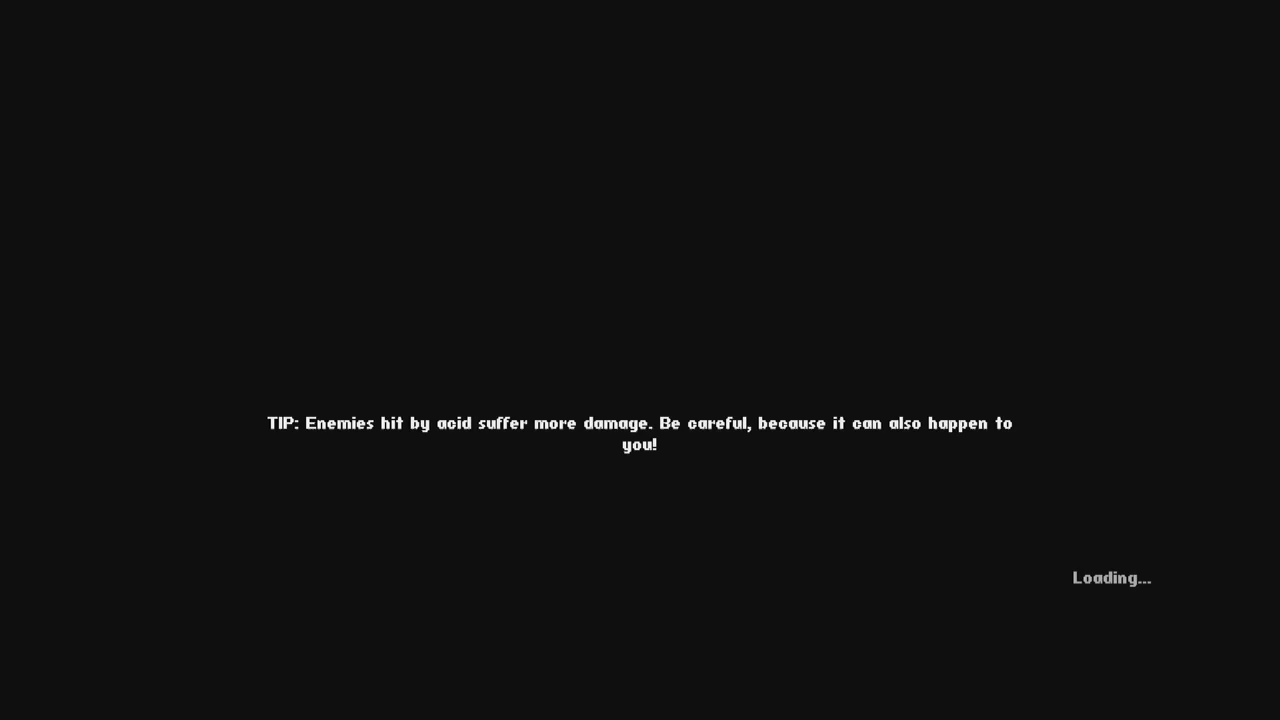 TIP: Enemies hit by acid suffer more damage. Be careful, because it can also happen to
you!
Loading...